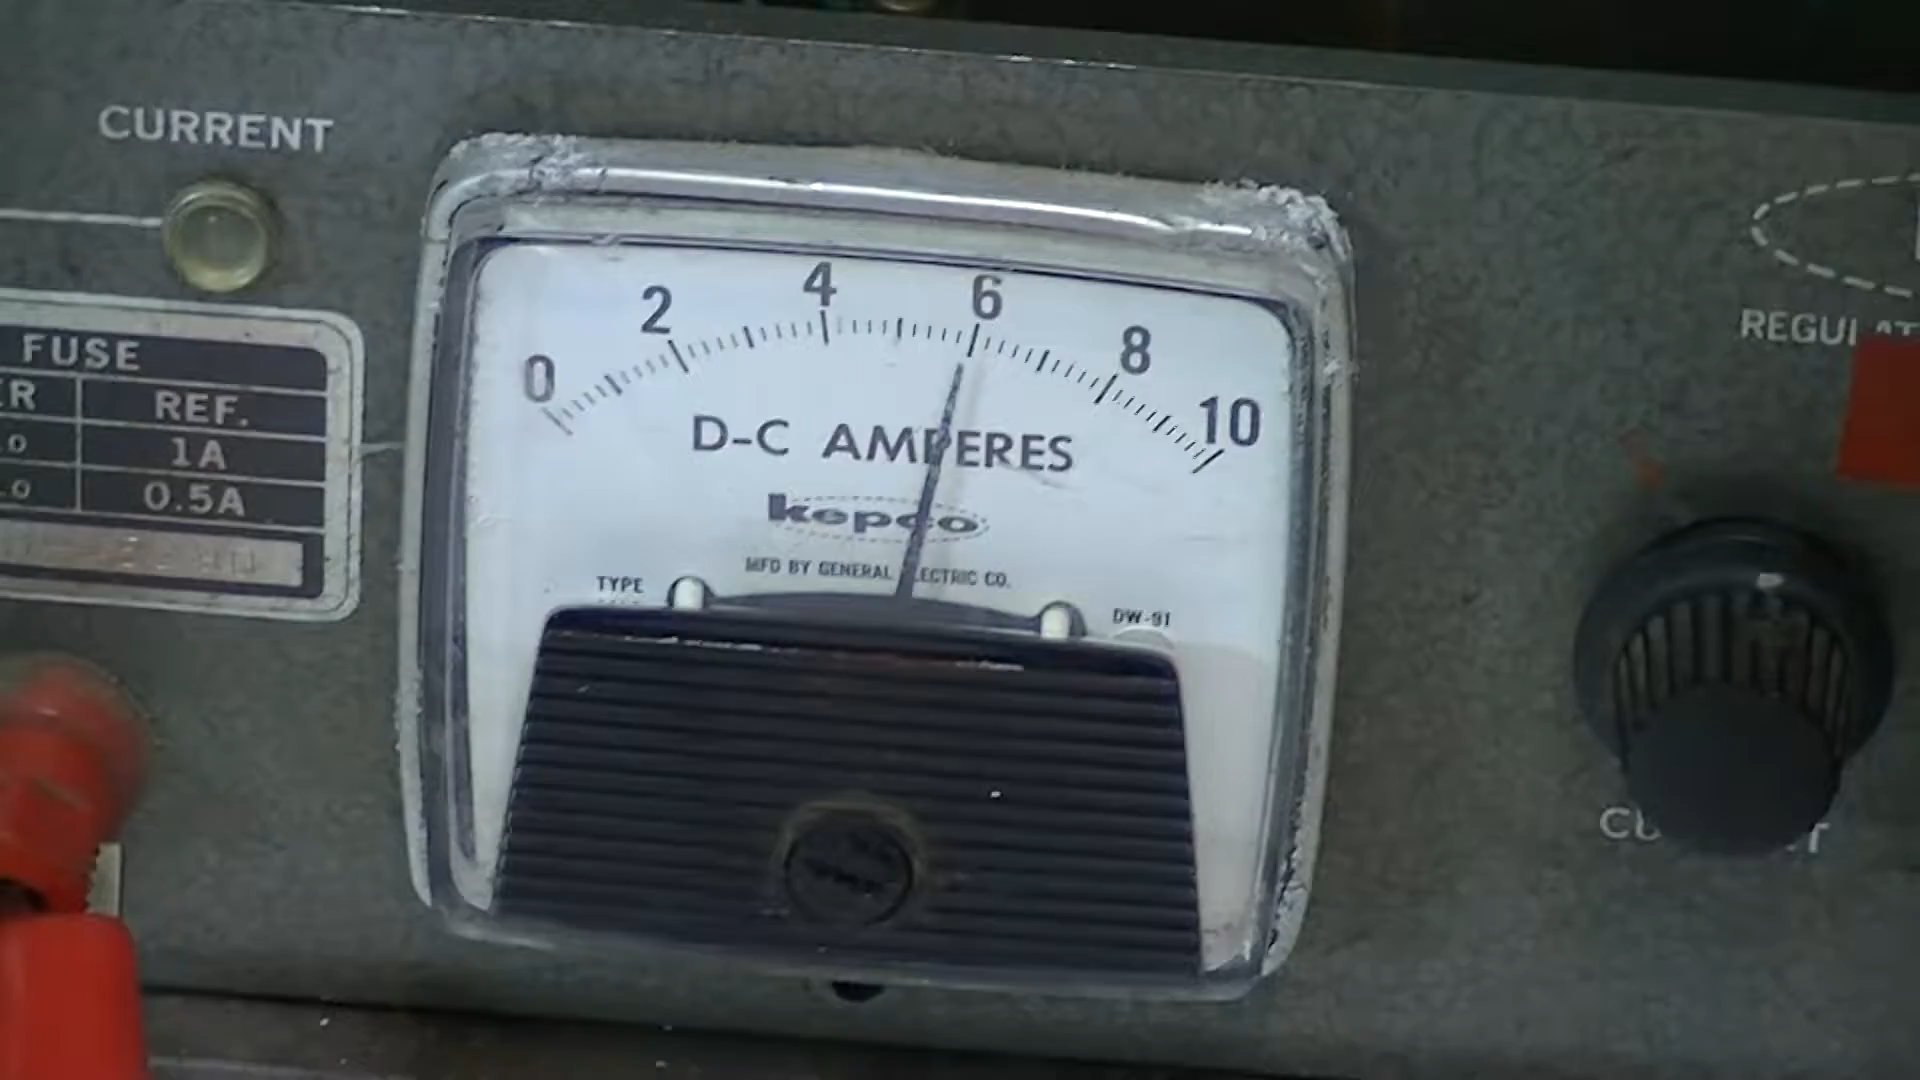 CURRENT
FUSE
REF.
1A
0.5A
0 2 4 6 8 10
D-C AMPERES
kepco
MFD BY GENERAL ELECTRIC CO.
TYPE
DW-91